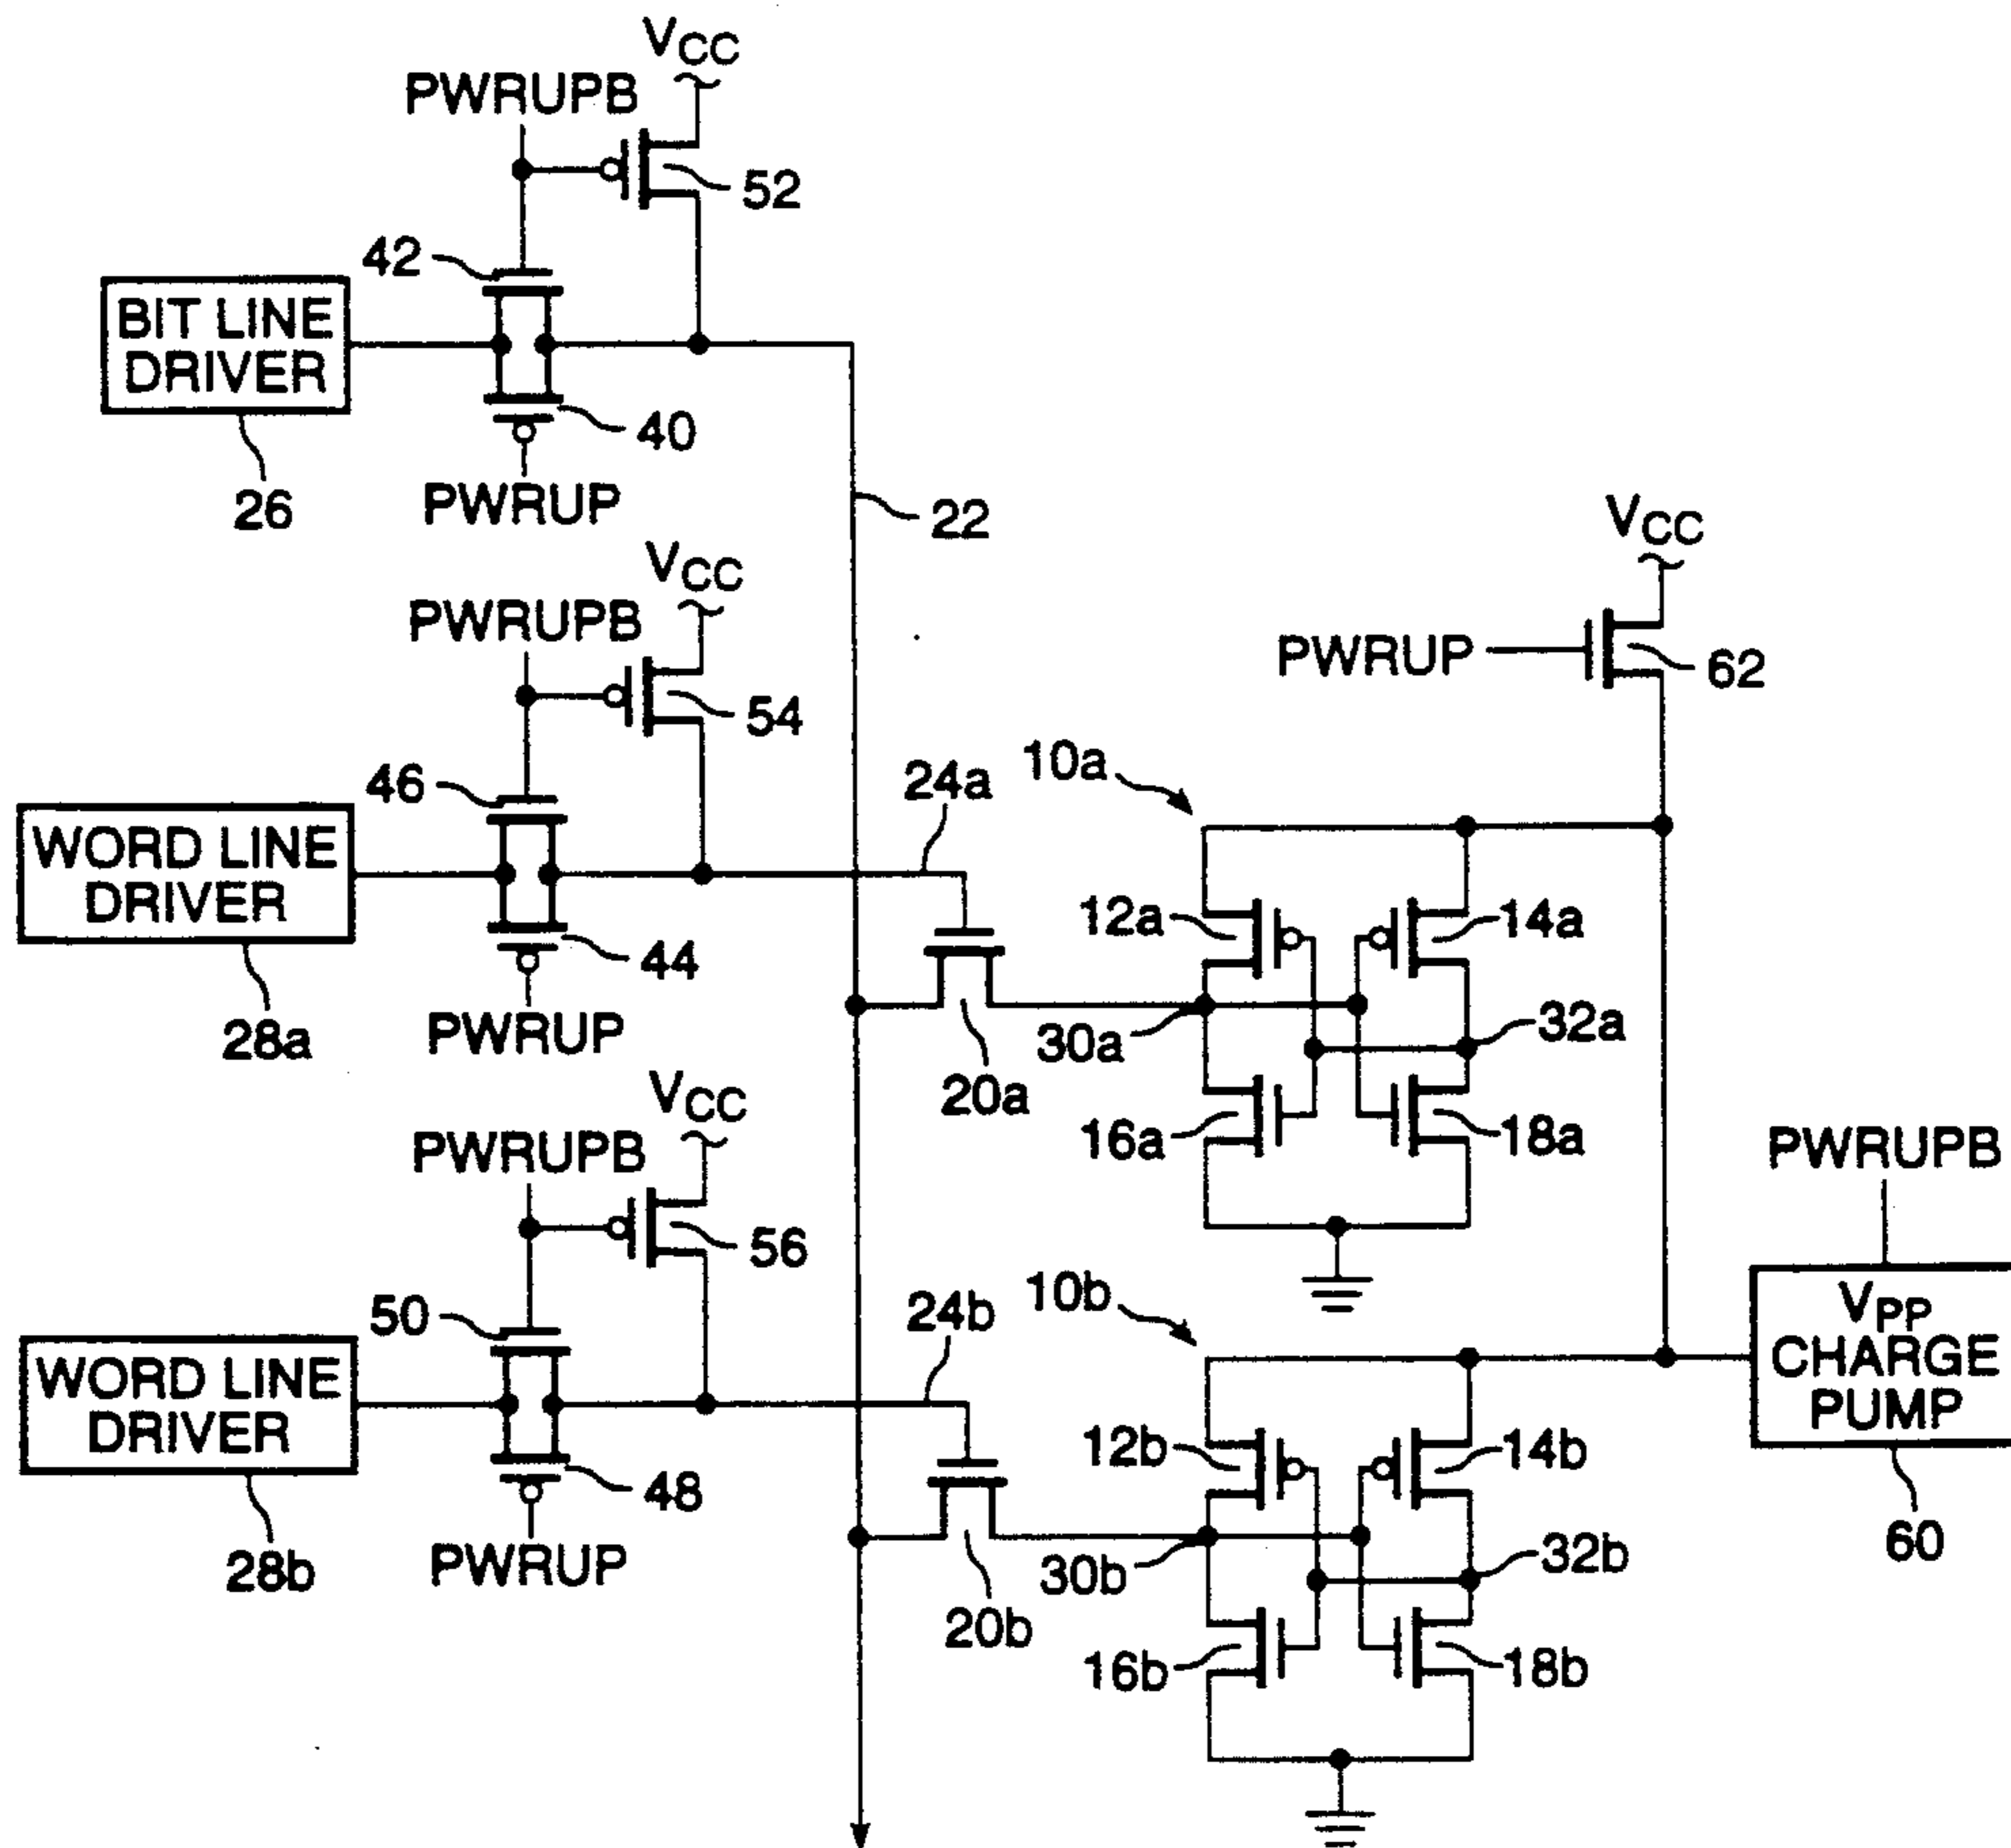 VCC
PWRUPB
52
42
BIT LINE
DRIVER
40
26
PWRUP
22
VCC
PWRUPB
54
VCC
PWRUP
62
46
24a
10a
WORD LINE
DRIVER
12a
14a
44
28a
PWRUP
30a
32a
20a
16a
18a
VCC
PWRUPB
56
PWRUPB
50
24b
10b
VPP
CHARGE
PUMP
WORD LINE
DRIVER
12b
14b
48
28b
PWRUP
30b
32b
60
20b
16b
18b